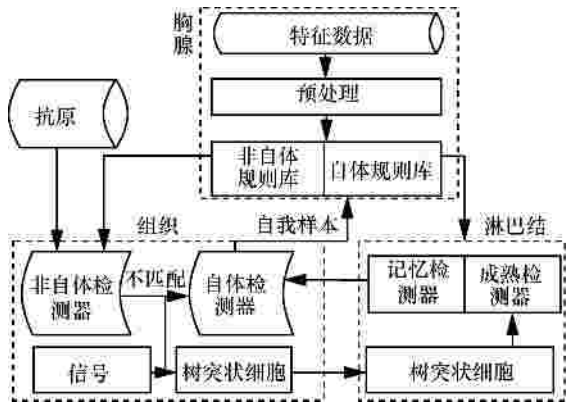 胸
腺
特征数据
预处理
抗原
非自体
规则库
自体规则库
组织
自我样本
淋巴结
非自体检
测器
不匹配
自体检
测器
记忆检
测器
成熟检
测器
信号
树突状细胞
树突状细胞